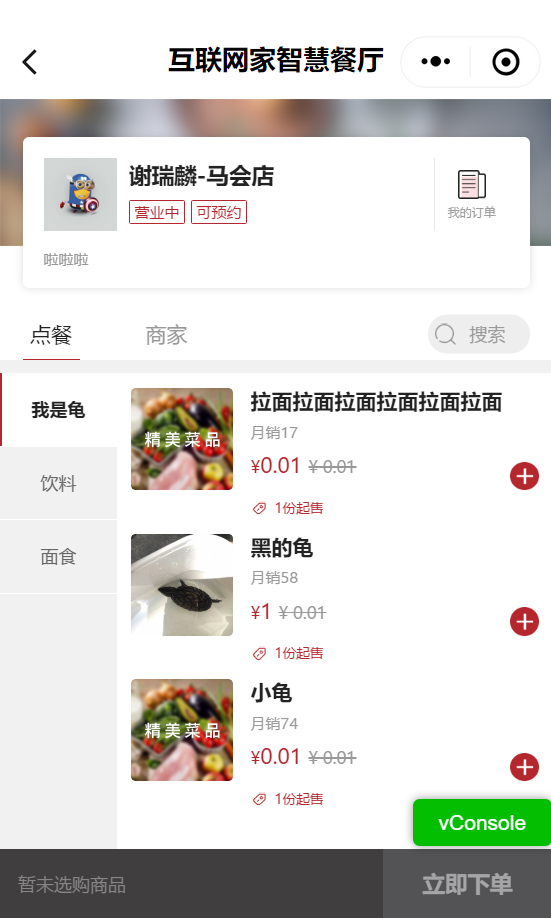 互联网家智慧餐厅
谢瑞麟-马会店
营业中 可预约
我的订单
啦啦啦
点餐 商家 搜索
我是龟
饮料
面食
精美菜品
拉面拉面拉面拉面拉面拉面
月销17
¥0.01 ¥ 0.01
1份起售
黑的龟
月销58
¥1 ¥ 0.01
1份起售
精美菜品
小龟
月销74
¥0.01 ¥ 0.01
1份起售
vConsole
暂未选购商品 立即下单